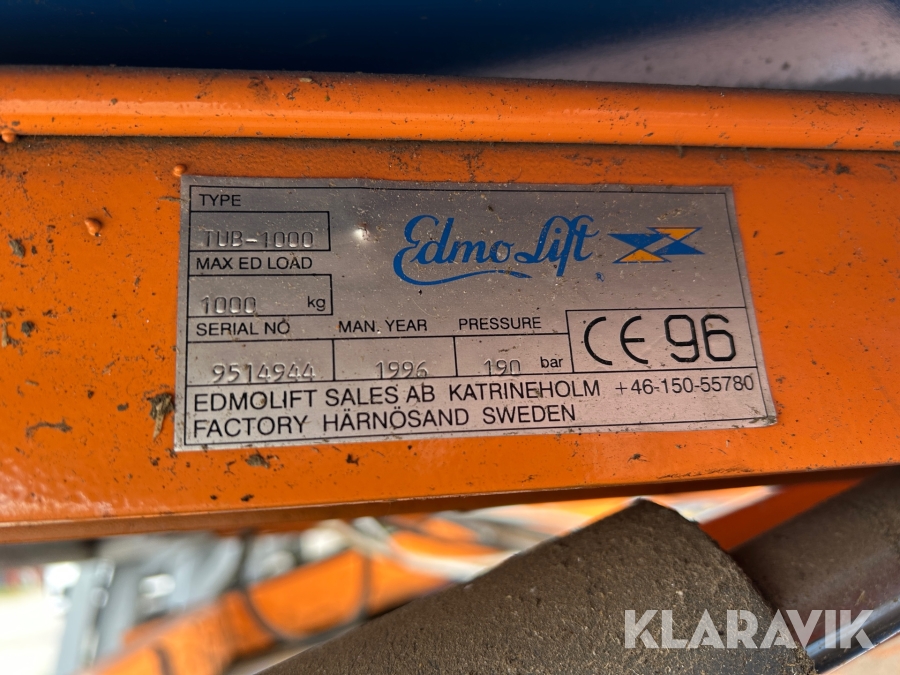 TYPE
TUB-1000
Edmo Lift
®
MAX ED LOAD
1000 kg
SERIAL NO MAN. YEAR PRESSURE
9514944 1996 190 bar
CE 96
EDMOLIFT SALES AB KATRINEHOLM +46-150-55780
FACTORY HÄRNÖSAND SWEDEN
KLARAVIK